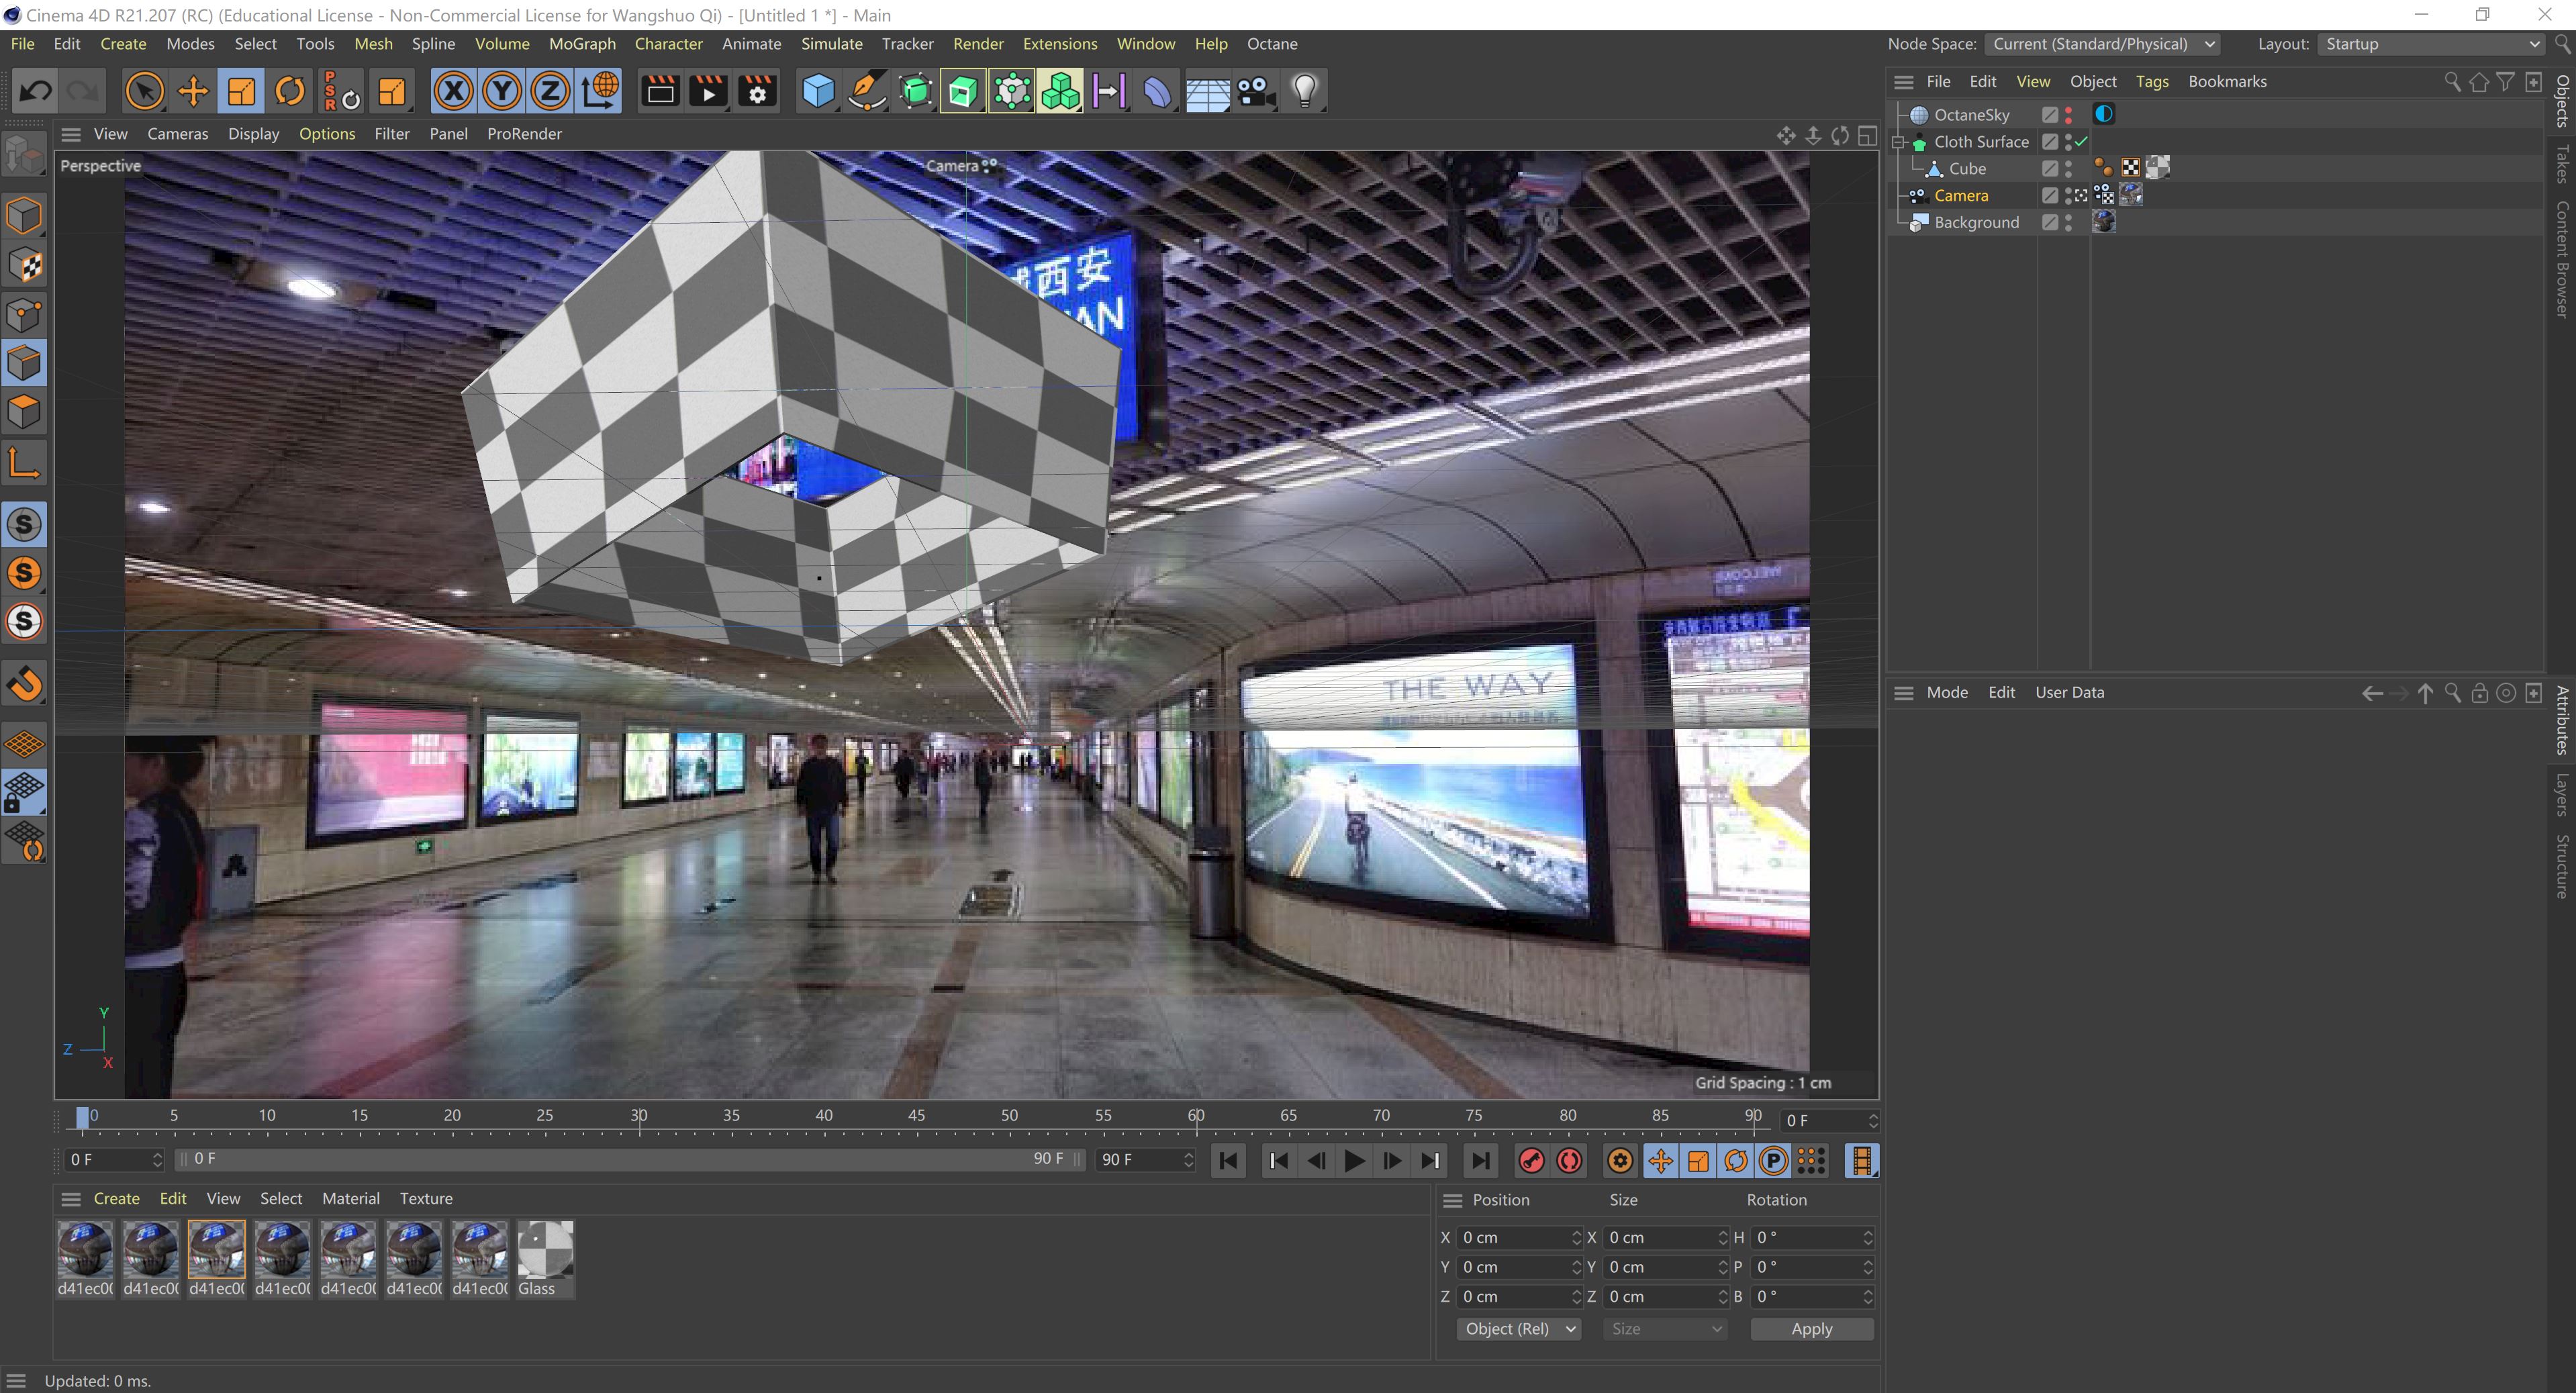 Cinema 4D R21.207 (RC) (Educational License - Non-Commercial License for Wangshuo Qi) - [Untitled 1 *] - Main
File Edit Create Modes Select Tools Mesh Spline Volume MoGraph Character Animate Simulate Tracker Render Extensions Window Help Octane
Node Space: Current (Standard/Physical) Layout: Startup
PSR
X Y Z
File Edit View Object Tags Bookmarks
View Cameras Display Options Filter Panel ProRender
Perspective
Camera
OctaneSky
Cloth Surface
Cube
Camera
Background
Objects
Takes
Content Browser
西安
AN
THE WAY
Y
Z
X
Grid Spacing : 1 cm
Mode Edit User Data
Attributes
Layers
Structure
0 5 10 15 20 25 30 35 40 45 50 55 60 65 70 75 80 85 90 0 F
0 F 0 F 90 F 90 F
P
Create Edit View Select Material Texture
d41ec0 d41ec0 d41ec0 d41ec0 d41ec0 d41ec0 d41ec0 Glass
Position Size Rotation
X 0 cm X 0 cm H 0 °
Y 0 cm Y 0 cm P 0 °
Z 0 cm Z 0 cm B 0 °
Object (Rel) Size Apply
Updated: 0 ms.